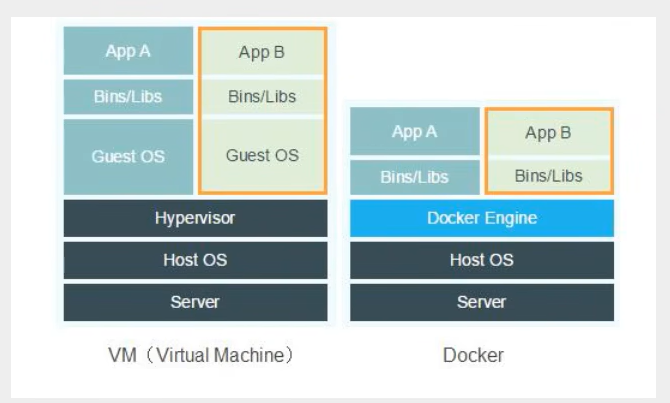 App A
App B
Bins/Libs
Bins/Libs
Guest OS
Guest OS
Hypervisor
Host OS
Server
VM（Virtual Machine）
App A
App B
Bins/Libs
Bins/Libs
Docker Engine
Host OS
Server
Docker